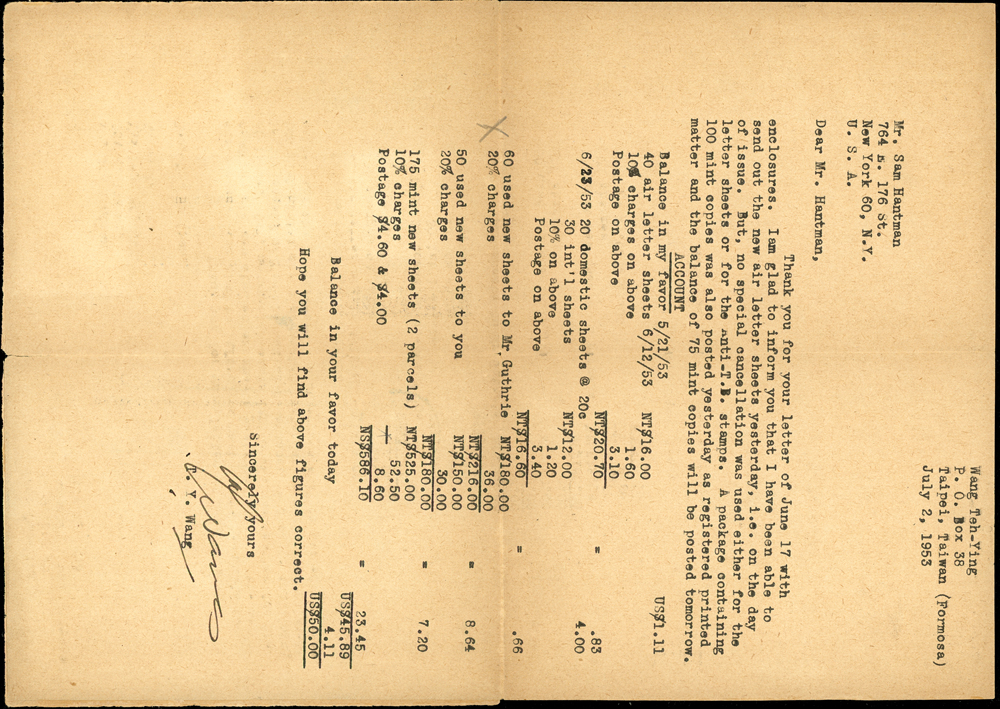 Wang Teh-Ying
P. O. Box 38
Taipei, Taiwan (Formosa)
July 2, 1953
Mr. Sam Hantman
764 E. 176 St.
New York 60, N.Y.
U. S. A.
Dear Mr. Hantman,
Thank you for your letter of June 17 with
enclosures. I am glad to inform you that I have been able to
send out the new air letter sheets yesterday, i.e. on the day
of issue. But, no special cancellation was used either for the
letter sheets or for the Anti-T.B. stamps. A package containing
100 mint copies was also posted yesterday as registered printed
matter and the balance of 75 mint copies will be posted tomorrow.
ACCOUNT
Balance in my favor 5/21/53 US$1.11
40 air letter sheets 6/12/53 NT$16.00
10% charges on above 1.60
Postage on above 3.10
NT$20.70 = .83
6/23/53 20 domestic sheets @ 20c 4.00
30 int'l sheets NT$12.00
10% on above 1.20
Postage on above 3.40
NT$16.60 = .66
60 used new sheets to Mr. Guthrie NT$180.00
X 20% charges 36.00
NT$216.00 = 8.64
50 used new sheets to you NT$150.00
20% charges 30.00
NT$180.00 = 7.20
175 mint new sheets (2 parcels) NT$525.00
10% charges 52.50
Postage $4.60 & $4.00 8.60
NS$586.10 = 23.45
US$45.89
Balance in your favor today 4.11
US$50.00
Hope you will find above figures correct.
Sincerely yours
T. Y. Wang